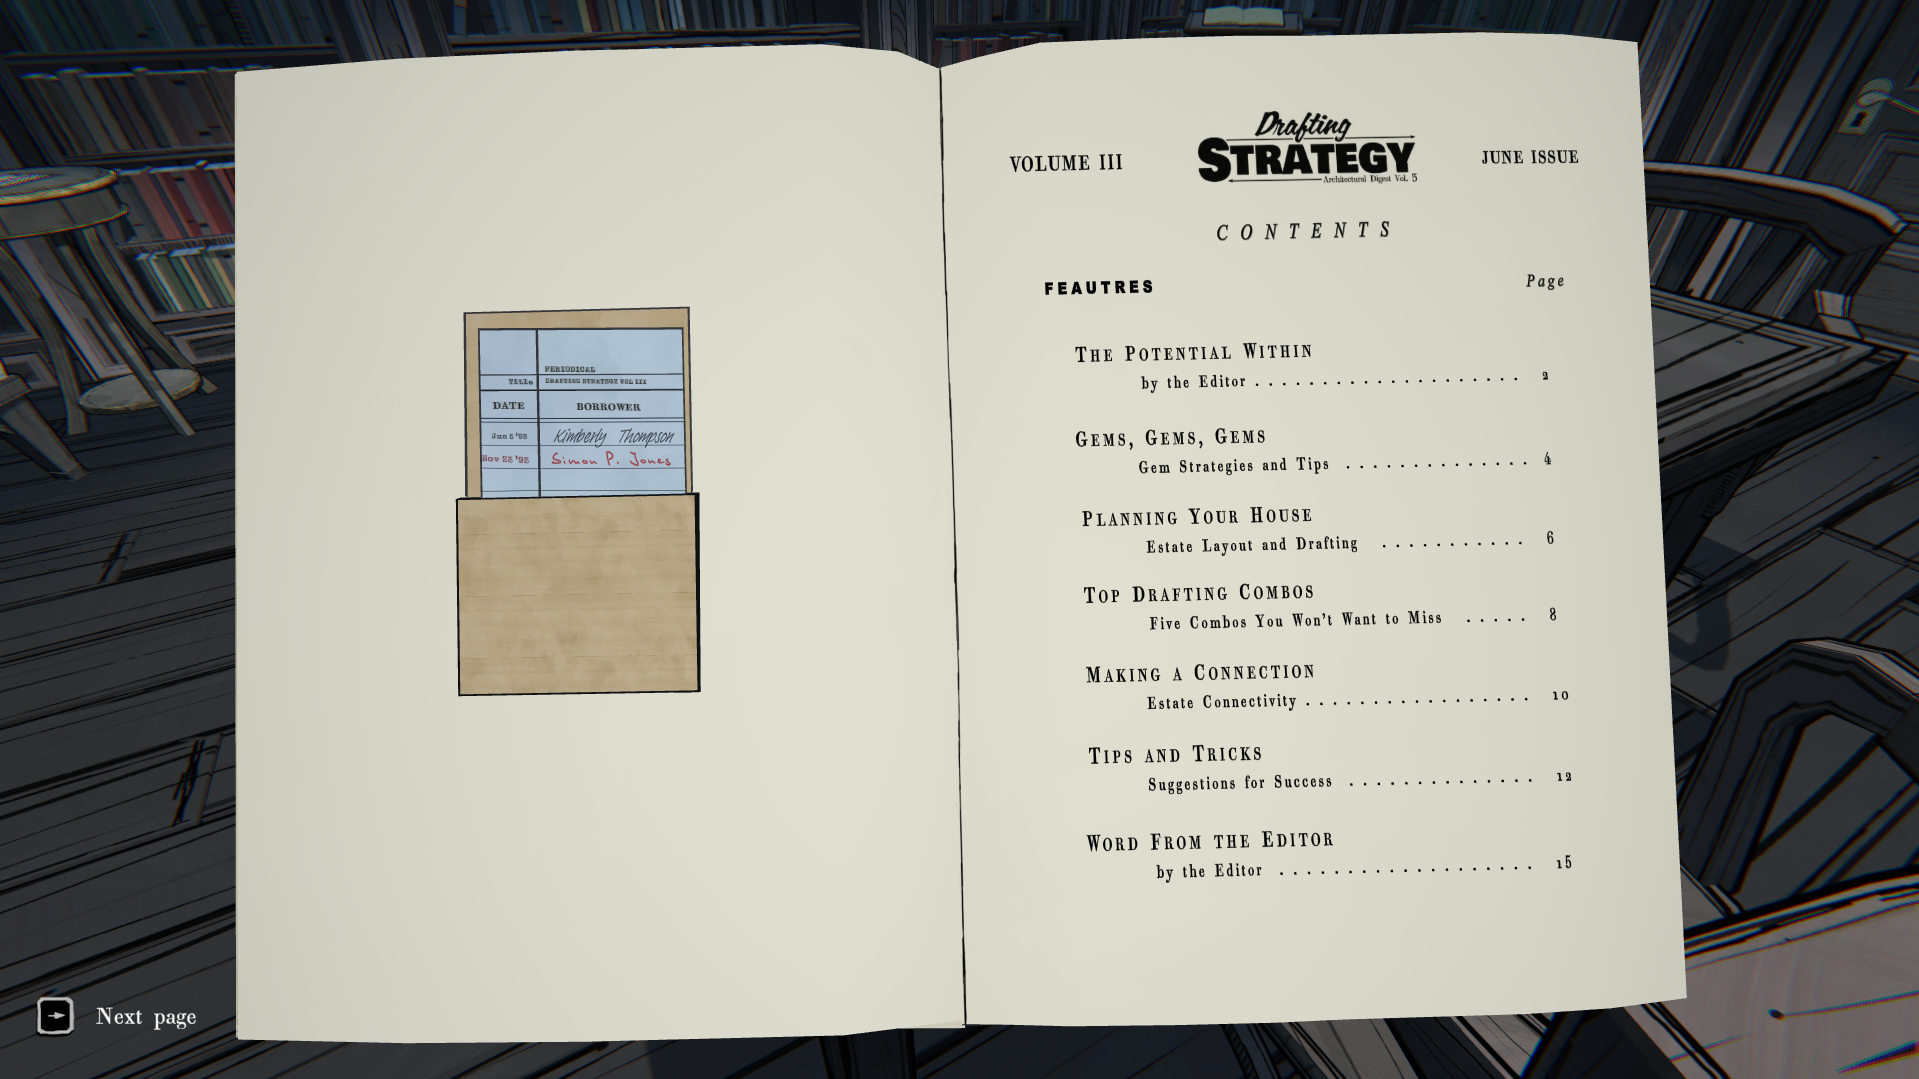 PERIODICAL
Title DRAFTING STRATEGY VOL III
DATE BORROWER
Jun 5 '93 Kimberly Thompson
Nov 23 '93 Simon P. Jones
VOLUME III
Drafting
STRATEGY
Architectural Digest Vol. 3
JUNE ISSUE
CONTENTS
FEAUTRES Page
THE POTENTIAL WITHIN
by the Editor . . . . . . . . . . . . . . . . . . . . 2
GEMS, GEMS, GEMS
Gem Strategies and Tips . . . . . . . . . . . . . . 4
PLANNING YOUR HOUSE
Estate Layout and Drafting . . . . . . . . . . . 6
TOP DRAFTING COMBOS
Five Combos You Won't Want to Miss . . . . . 8
MAKING A CONNECTION
Estate Connectivity . . . . . . . . . . . . . . . . . 10
TIPS AND TRICKS
Suggestions for Success . . . . . . . . . . . . . . 12
WORD FROM THE EDITOR
by the Editor . . . . . . . . . . . . . . . . . . . 15
Next page